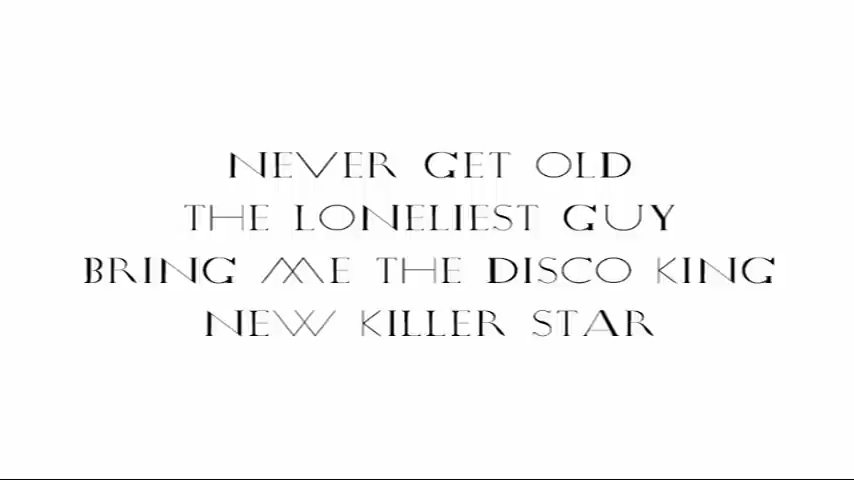 NEVER GET OLD
THE LONELIEST GUY
BRING ME THE DISCO KING
NEW KILLER STAR